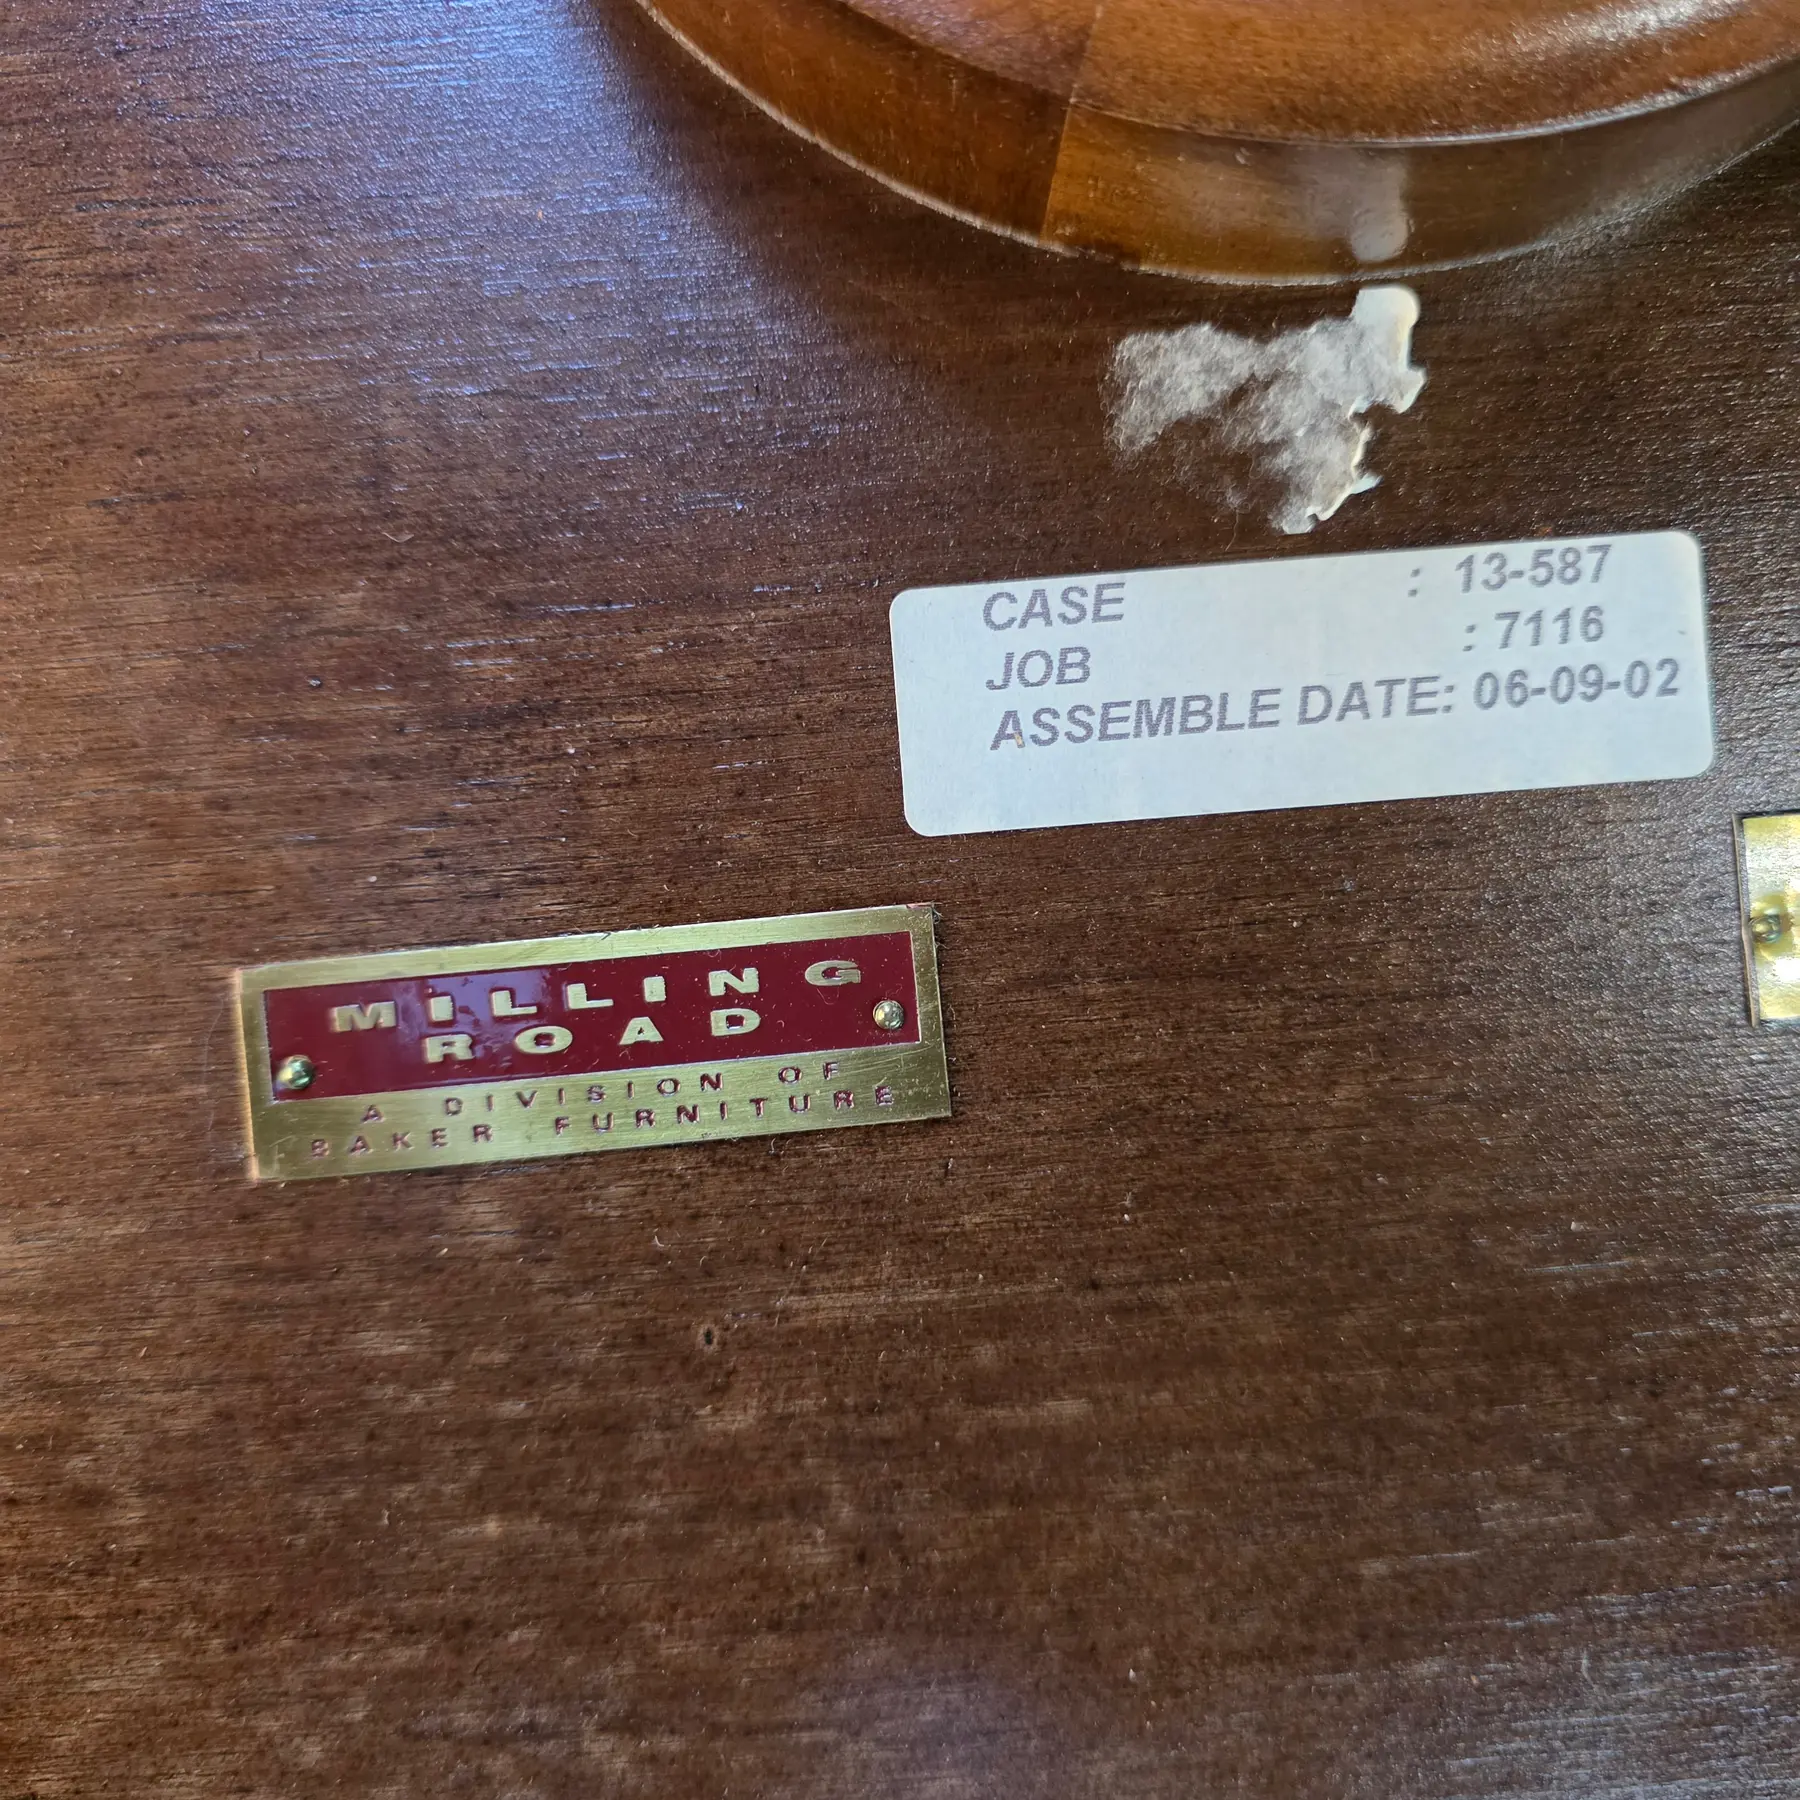 CASE : 13-587
JOB : 7116
ASSEMBLE DATE: 06-09-02
MILLING
ROAD
A DIVISION OF
BAKER FURNITURE